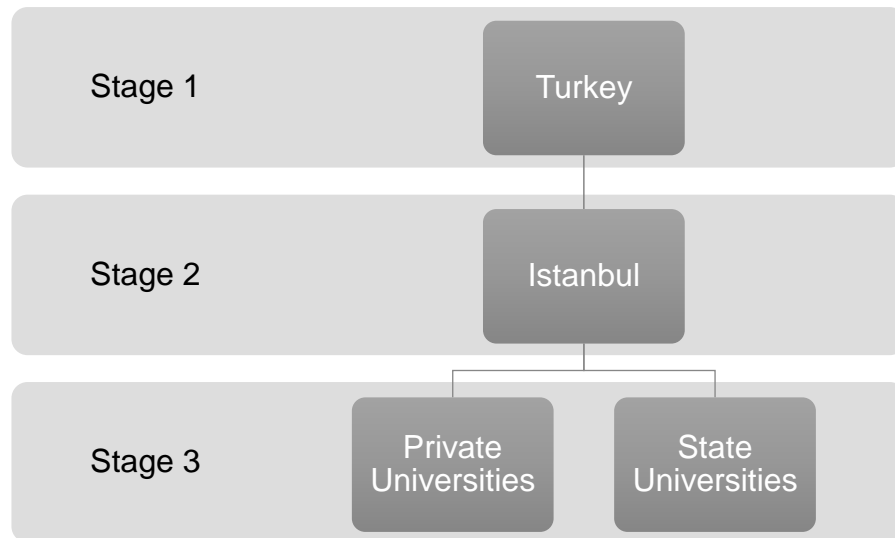 Stage 1
Turkey
Stage 2
Istanbul
Stage 3
Private
Universities
State
Universities